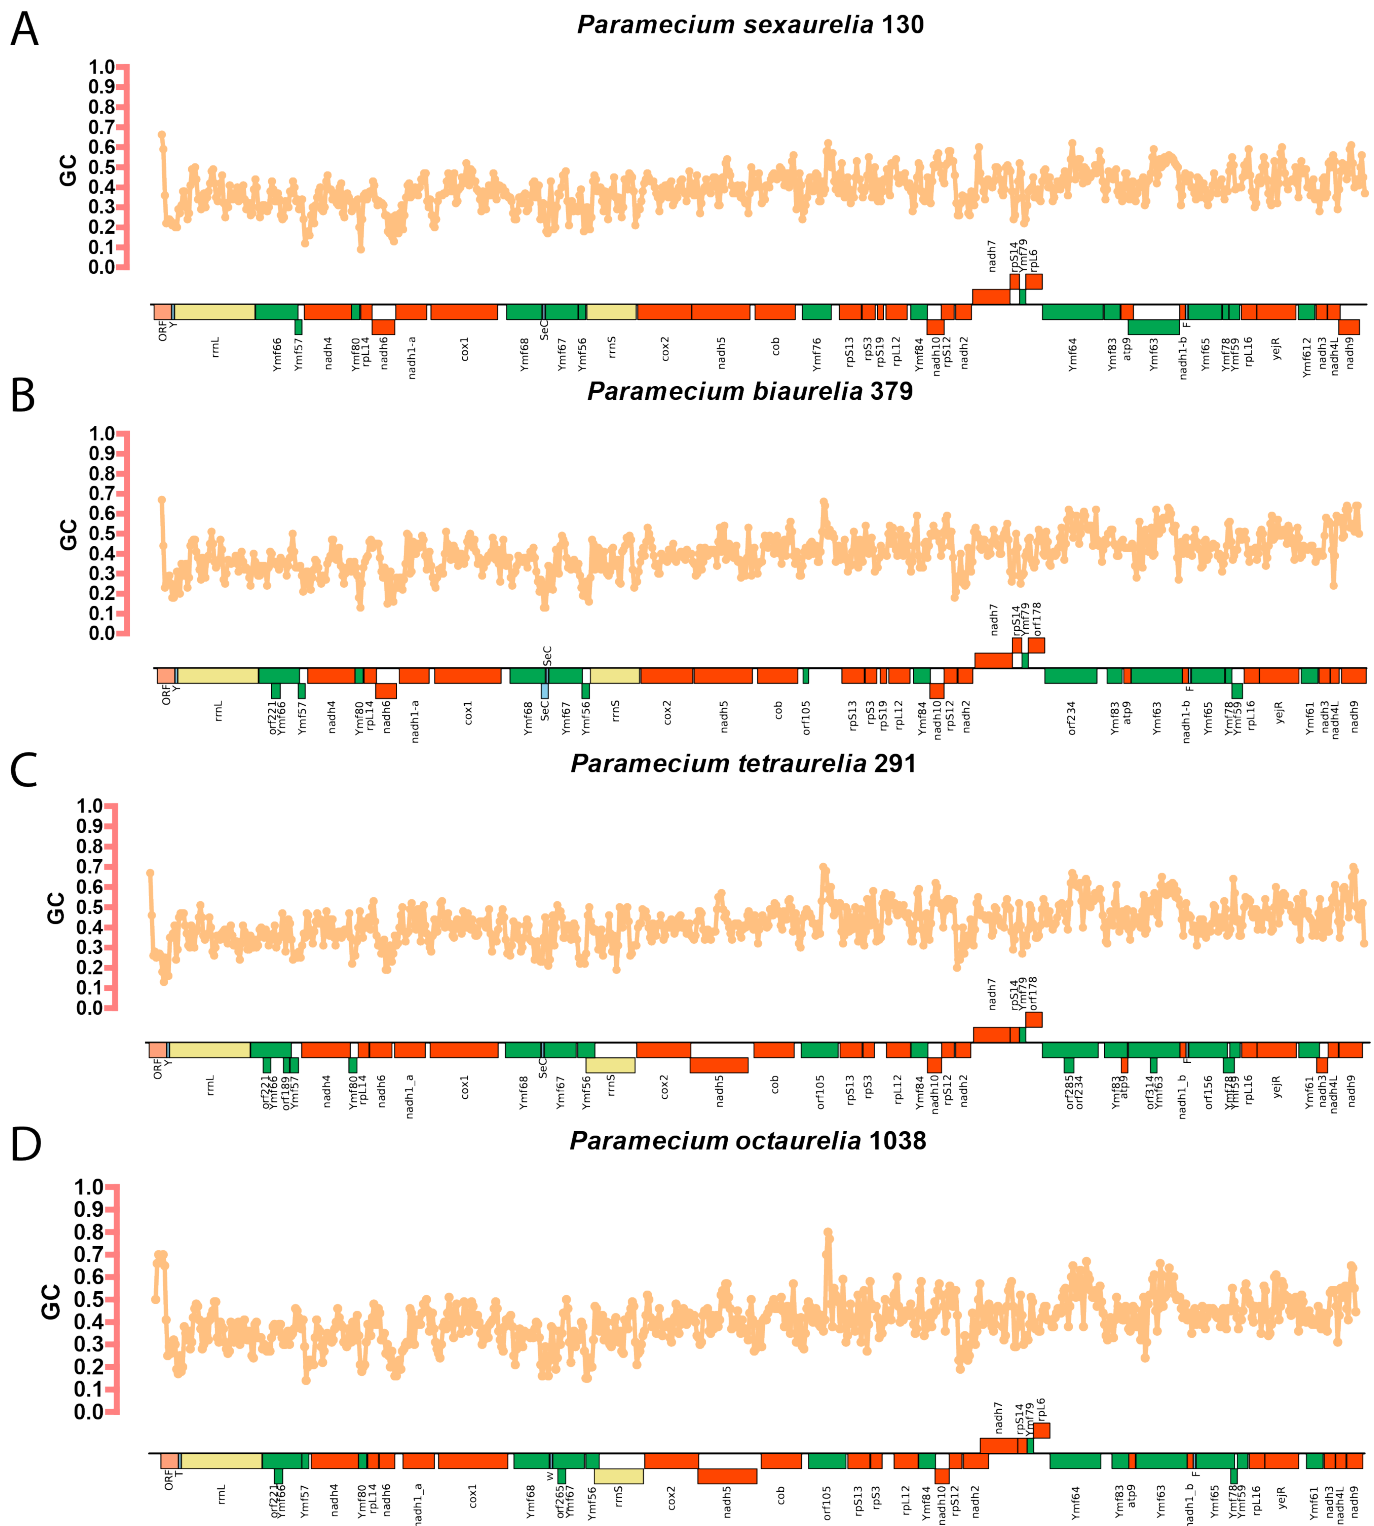 A
Paramecium sexaurelia 130
1.0
0.9
0.8
0.7
0.6
0.5
0.4
0.3
0.2
0.1
0.0
GC
nadh7 rpS14 Ymf79 rpL6
ORF Y rrnL Ymf66 Ymf57 nadh4 Ymf80 rpL14 nadh6 nadh1-a cox1 Ymf68 SeC Ymf67 Ymf56 rrnS cox2 nadh5 cob Ymf76 rpS13 rpS3 rpS19 rpL12 Ymf84 nadh10 rpS12 nadh2 Ymf64 Ymf83 atp9 Ymf63 nadh1-b F Ymf65 Ymf78 Ymf59 rpL16 yejR Ymf612 nadh3 nadh4L nadh9
B
Paramecium biaurelia 379
1.0
0.9
0.8
0.7
0.6
0.5
0.4
0.3
0.2
0.1
0.0
GC
SeC nadh7 rpS14 Ymf79 orf178
ORF Y rrnL orf221 Ymf66 Ymf57 nadh4 Ymf80 rpL14 nadh6 nadh1-a cox1 Ymf68 SeC Ymf67 Ymf56 rrnS cox2 nadh5 cob orf105 rpS13 rpS3 rpS19 rpL12 Ymf84 nadh10 rpS12 nadh2 orf234 Ymf83 atp9 Ymf63 nadh1-b F Ymf65 Ymf78 Ymf59 rpL16 yejR Ymf61 nadh3 nadh4L nadh9
C
Paramecium tetraurelia 291
1.0
0.9
0.8
0.7
0.6
0.5
0.4
0.3
0.2
0.1
0.0
GC
nadh7 rpS14 Ymf79 orf178
ORF Y rrnL orf221 Ymf66 orf189 Ymf57 nadh4 Ymf80 rpL14 nadh6 nadh1_a cox1 Ymf68 SeC Ymf67 Ymf56 rrnS cox2 nadh5 cob orf105 rpS13 rpS3 rpL12 Ymf84 nadh10 rpS12 nadh2 orf285 orf234 Ymf83 atp9 orf314 Ymf63 nadh1_b F orf156 Ymf78 Ymf59 rpL16 yejR Ymf61 nadh3 nadh4L nadh9
D
Paramecium octaurelia 1038
1.0
0.9
0.8
0.7
0.6
0.5
0.4
0.3
0.2
0.1
0.0
GC
nadh7 rpS14 Ymf79 rpL6
ORF T rrnL orf221 Ymf66 Ymf57 nadh4 Ymf80 rpL14 nadh6 nadh1_a cox1 Ymf68 W orf265 Ymf67 Ymf56 rrnS cox2 nadh5 cob orf105 rpS13 rpS3 rpL12 Ymf84 nadh10 rpS12 nadh2 Ymf64 Ymf83 atp9 Ymf63 nadh1_b F Ymf65 Ymf78 Ymf59 rpL16 yejR Ymf61 nadh3 nadh4L nadh9